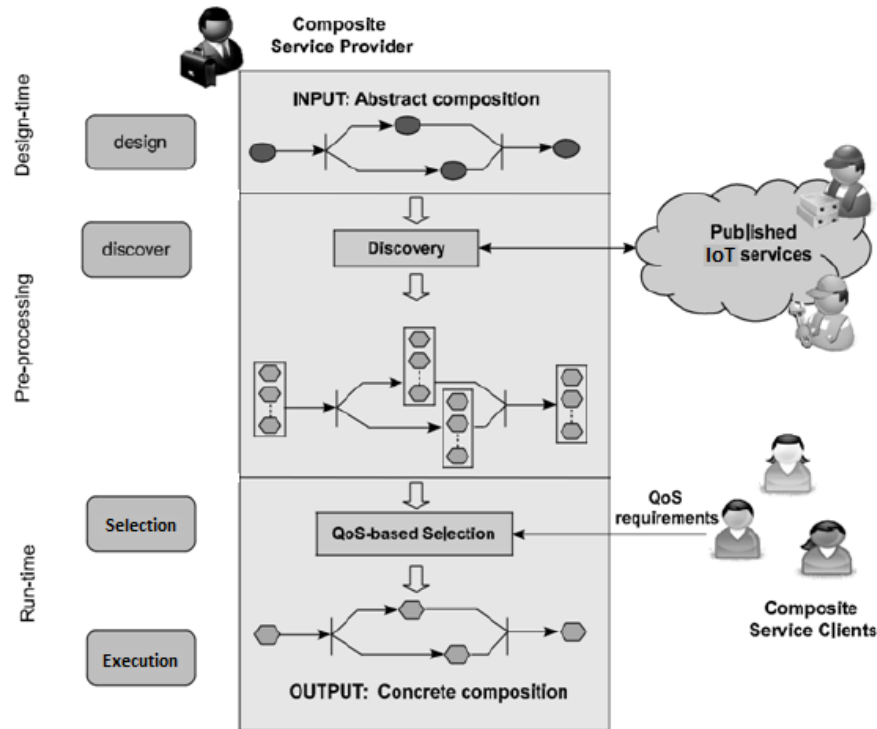 Composite
Service Provider
Design-time
design
INPUT: Abstract composition
discover
Discovery
Published
IoT services
Pre-processing
Selection
QoS-based Selection
QoS
requirements
Run-time
Composite
Service Clients
Execution
OUTPUT: Concrete composition